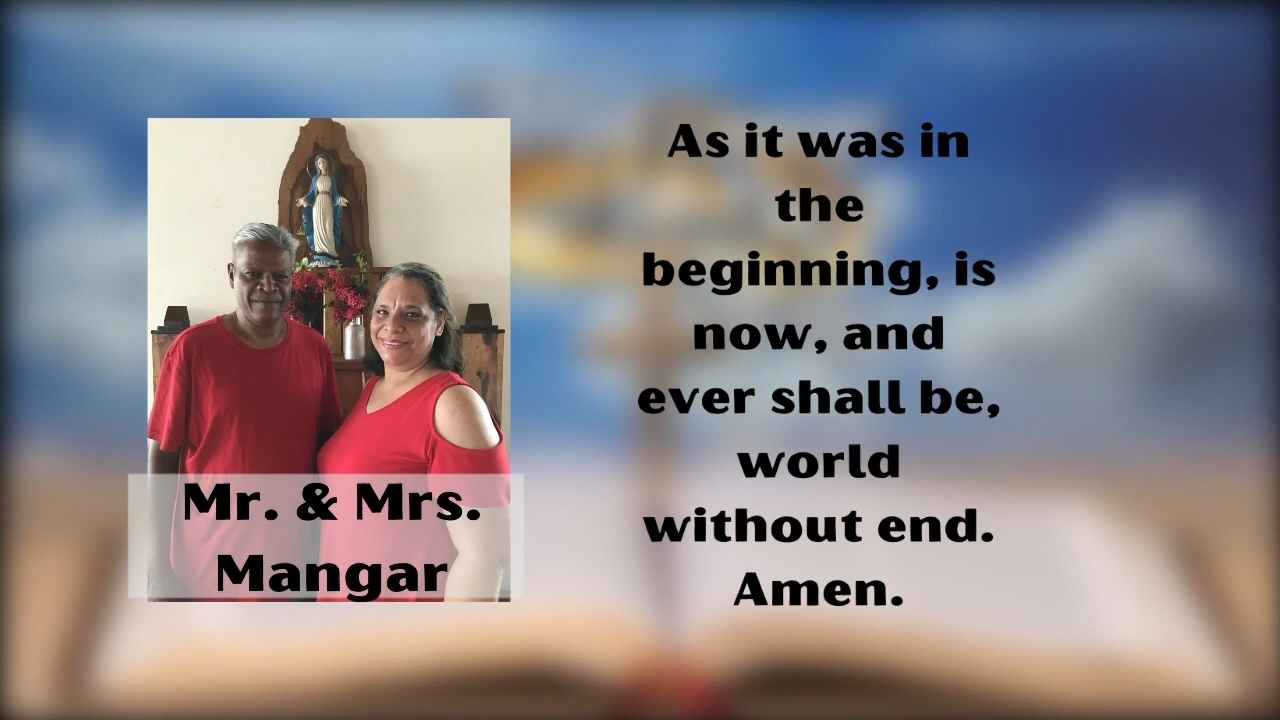 Mr. & Mrs.
Mangar
As it was in
the
beginning, is
now, and
ever shall be,
world
without end.
Amen.